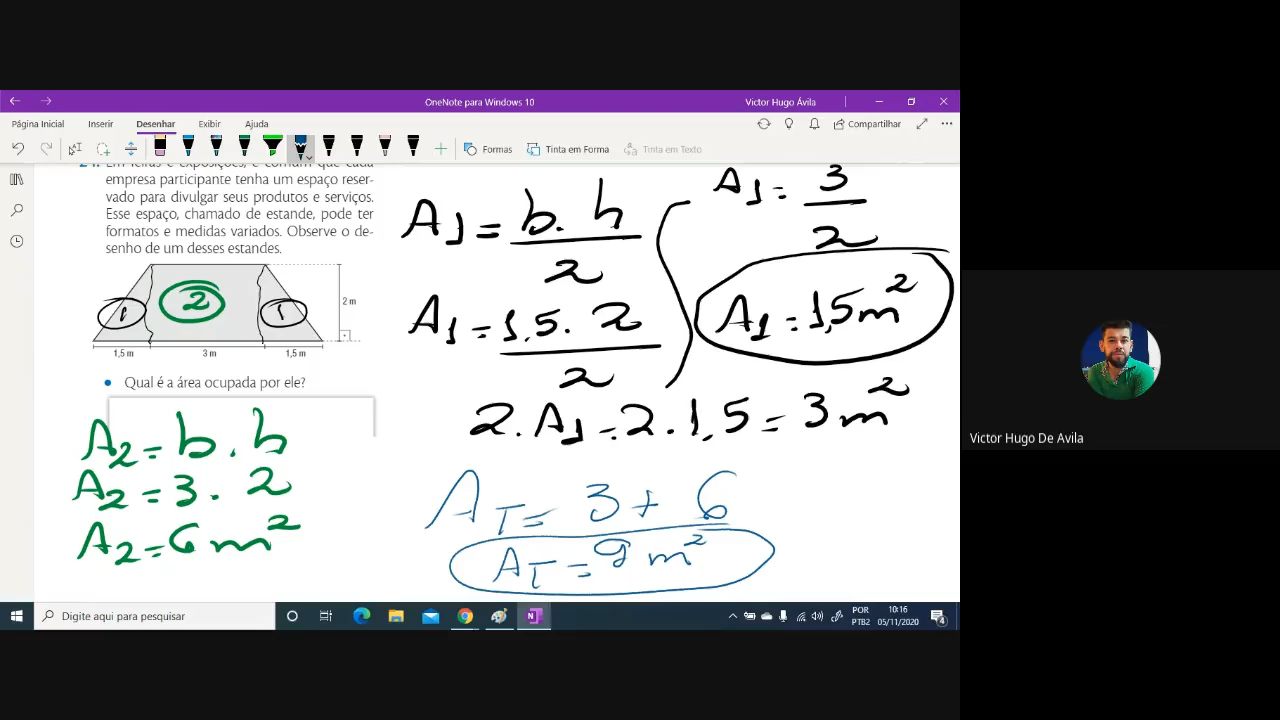 OneNote para Windows 10
Victor Hugo Ávila
Página Inicial Inserir Desenhar Exibir Ajuda
Compartilhar
Formas Tinta em Forma Tinta em Texto
empresa participante tenha um espaço reser-
vado para divulgar seus produtos e serviços.
Esse espaço, chamado de estande, pode ter
formatos e medidas variados. Observe o de-
senho de um desses estandes.
1 2 1
2 m
1,5 m 3 m 1,5 m
• Qual é a área ocupada por ele?
A2 = b . h
A2 = 3 . 2
A2 = 6 m²
A1 = b . h
2
A1 = 1,5 . 2
2
A1 = 3
2
A1 = 1,5 m²
2 . A1 = 2 . 1,5 = 3 m²
AT = 3 + 6
AT = 9 m²
Victor Hugo De Avila
Digite aqui para pesquisar
POR
PTB2
10:16
05/11/2020
4